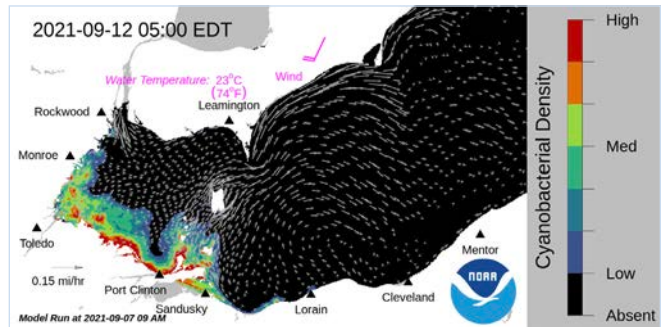 2021-09-12 05:00 EDT
High
Water Temperature: 23°C
(74°F)
Wind
Rockwood
Leamington
Monroe
Med
Cyanobacterial Density
Toledo
Mentor
0.15 mi/hr
NOAA
Port Clinton
Low
Sandusky
Lorain
Cleveland
Model Run at 2021-09-07 09 AM
Absent